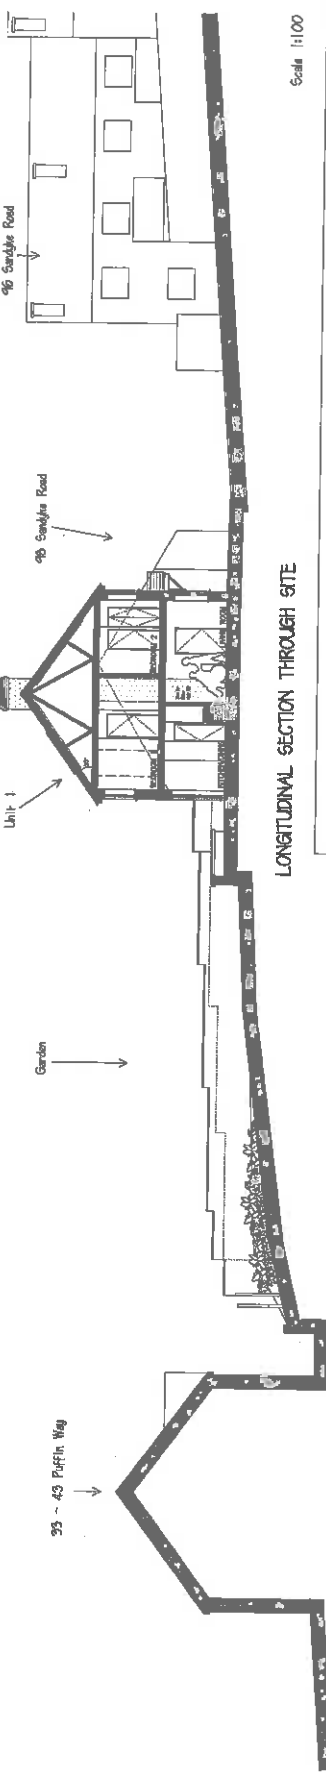 33 - 43 Puffin Way
Garden
Unit 1
98 Sandyke Road
96 Sandyke Road
LONGITUDINAL SECTION THROUGH SITE
Scale 1:100